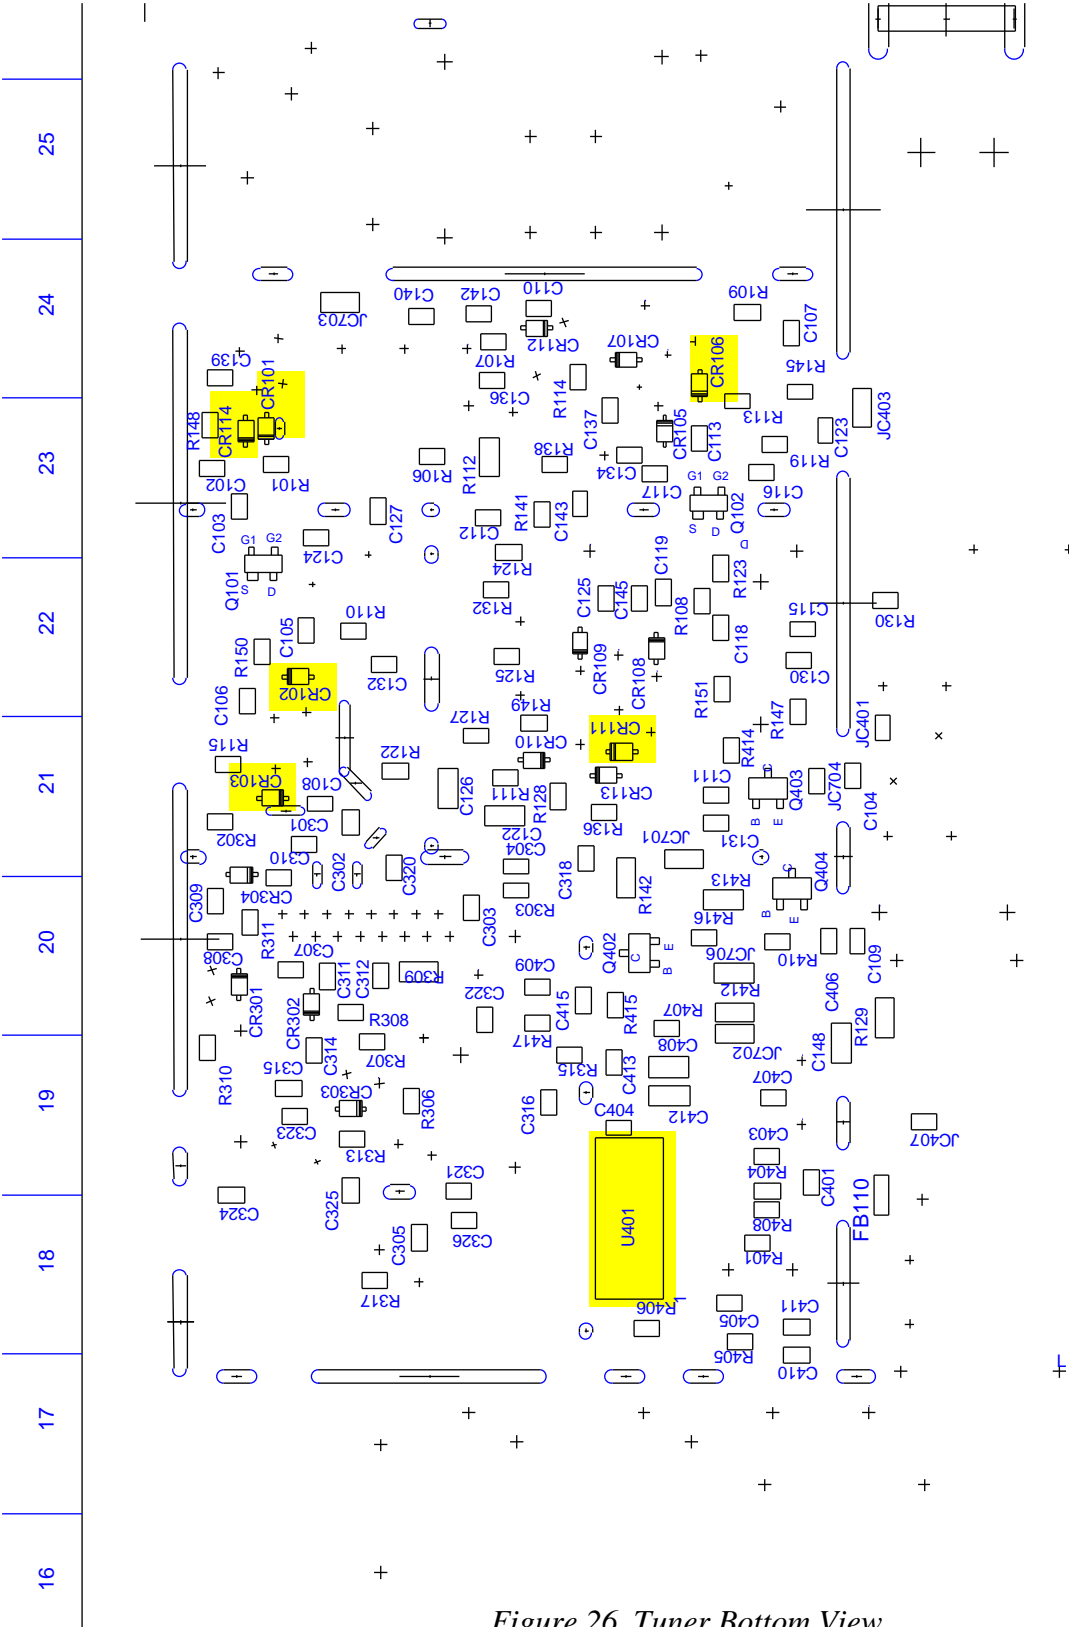 25
24
C140
C142
C110
R109
JC703
C107
CR112
CR107
R107
CR106
C139
CR101
R145
C136
R114
R113
JC403
R148
CR114
C137
CR105
C113
C123
23
R138
R119
C102
R101
R106
R112
C134
C117
C116
G1 G2
C103
C127
C112
R141
C143
S D
Q102
D
C124
G1 G2
R124
C119
R123
Q101
S D
R132
C125
C145
R108
C115
22
R110
C118
R130
C105
R150
C132
R125
CR109
CR108
C130
CR102
R151
C106
R149
R147
JC401
R127
CR110
CR111
R115
R122
R414
CR103
C108
C126
R111
R128
CR113
C111
C
Q403
JC704
C104
21
R302
C301
C122
R136
B E
C131
C310
C302
C320
C304
C318
JC701
C
Q404
CR304
R303
R142
R413
C309
C303
R416
B E
20
R311
C308
C307
Q402
C
E
B
JC706
R410
C109
C311
C312
R309
C409
R412
C406
CR301
CR302
C322
C415
R415
R407
R129
R308
R417
C408
JC702
C148
R310
C314
R307
R315
C413
C315
CR303
C407
19
C323
R306
C316
C412
C404
C403
JC407
R313
C321
R404
C401
FB110
C324
C325
C305
C326
R408
U401
R401
18
R317
1
R406
C405
C411
R405
C410
L
17
16
Figure 26 Tuner Bottom View